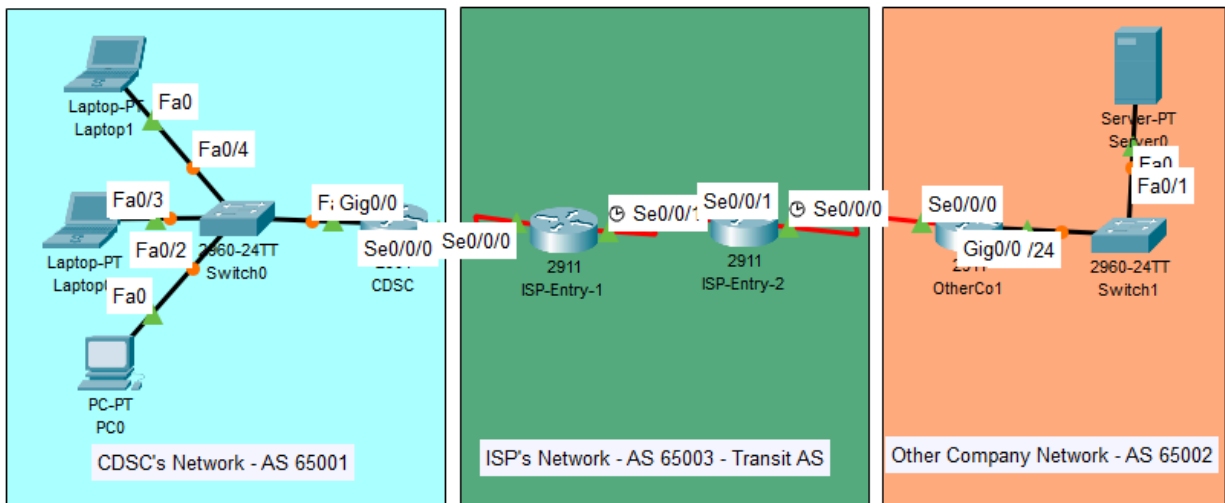 Laptop-PT
Laptop1
Fa0
Fa0/4
Fa0/3
Laptop-PT
Fa0/2
2960-24TT
Switch0
Gig0/0
Se0/0/0
CDSC
Fa0
PC-PT
PC0
CDSC's Network - AS 65001
Se0/0/0
2911
ISP-Entry-1
Se0/0/1
Se0/0/1
2911
ISP-Entry-2
Se0/0/0
ISP's Network - AS 65003 - Transit AS
Server-PT
Server0
Fa0
Fa0/1
Se0/0/0
Gig0/0
/24
OtherCo1
2960-24TT
Switch1
Other Company Network - AS 65002